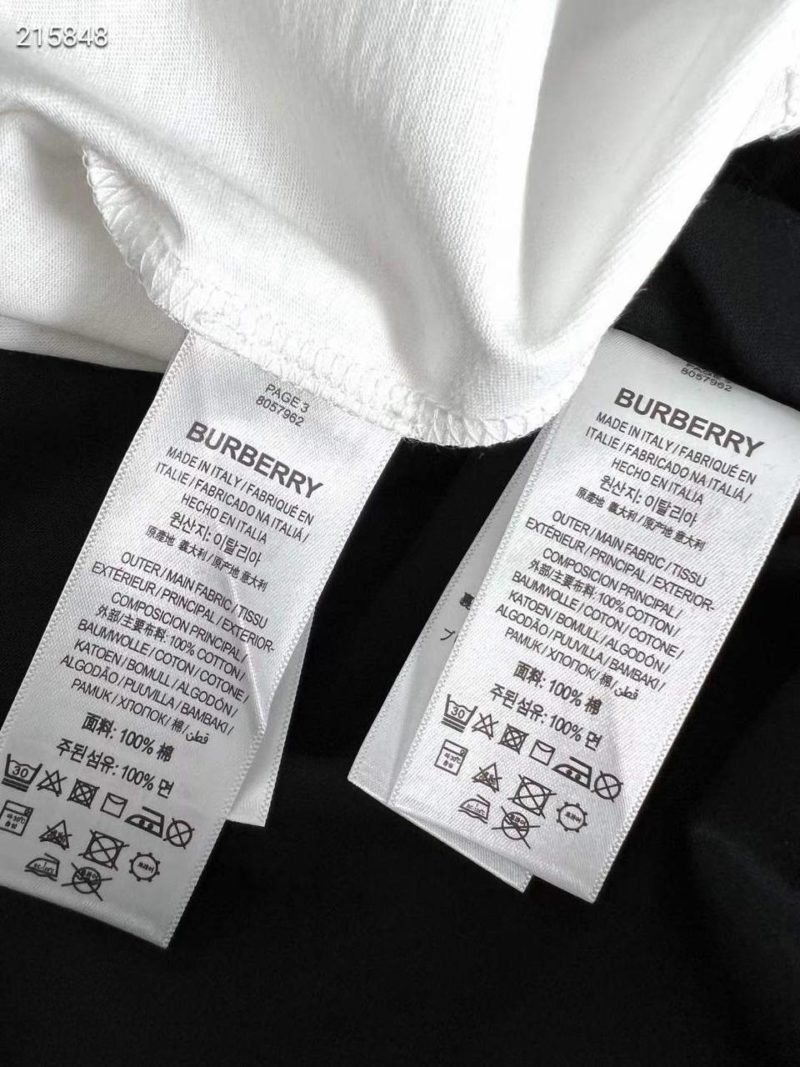 215848
PAGE 3
8057962
BURBERRY
MADE IN ITALY / FABRIQUÉ EN
ITALIE / FABRICADO NA ITALIÁ /
HECHO EN ITALIA
원산지: 이탈리아
原產地 義大利 / 原产地 意大利
OUTER / MAIN FABRIC / TISSU
EXTÉRIEUR / PRINCIPAL / EXTERIOR-
COMPOSICION PRINCIPAL /
外部/主要布料: 100% COTTON /
BAUMWOLLE / COTON / COTONE /
KATOEN / BOMULL / ALGODÓN /
ALGODÃO / PUUVILLA / BAMBAKI /
PAMUK / ХЛОПОК / 棉 / قطن
面料: 100% 棉
주된섬유: 100% 면
30
8057962
BURBERRY
MADE IN ITALY / FABRIQUÉ EN
ITALIE / FABRICADO NA ITALIÁ /
HECHO EN ITALIA
원산지: 이탈리아
原產地 義大利 / 原产地 意大利
OUTER / MAIN FABRIC / TISSU
EXTÉRIEUR / PRINCIPAL / EXTERIOR-
COMPOSICION PRINCIPAL /
外部/主要布料: 100% COTTON /
BAUMWOLLE / COTON / COTONE /
KATOEN / BOMULL / ALGODÓN /
ALGODÃO / PUUVILLA / BAMBAKI /
PAMUK / ХЛОПОК / 棉 / قطن
面料: 100% 棉
주된섬유: 100% 면
30